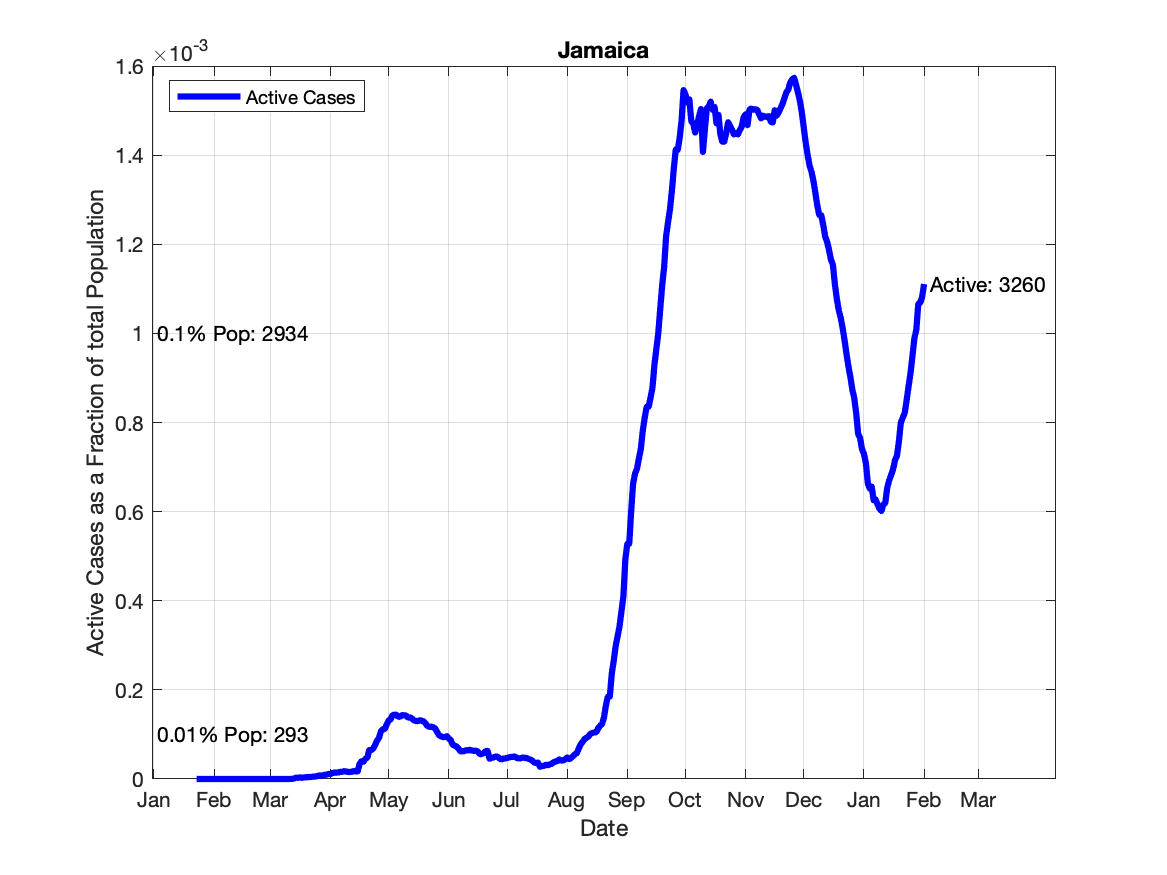 Jamaica
×10-3
1.6
1.4
1.2
1
0.8
0.6
0.4
0.2
0
Active Cases as a Fraction of total Population
Active Cases
Active: 3260
0.1% Pop: 2934
0.01% Pop: 293
Jan Feb Mar Apr May Jun Jul Aug Sep Oct Nov Dec Jan Feb Mar
Date